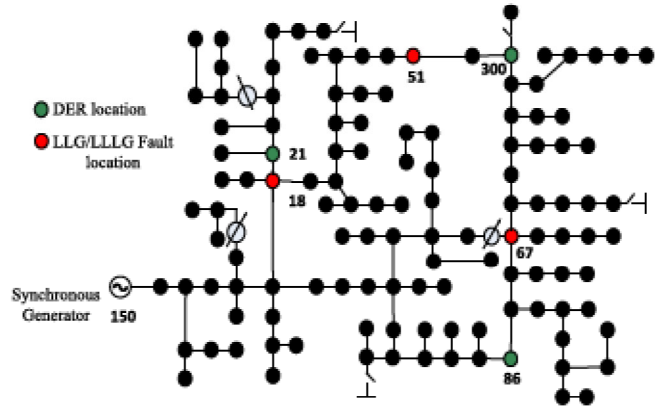 51
300
DER location
LLG/LLLG Fault
location
21
18
67
Synchronous
Generator
150
86